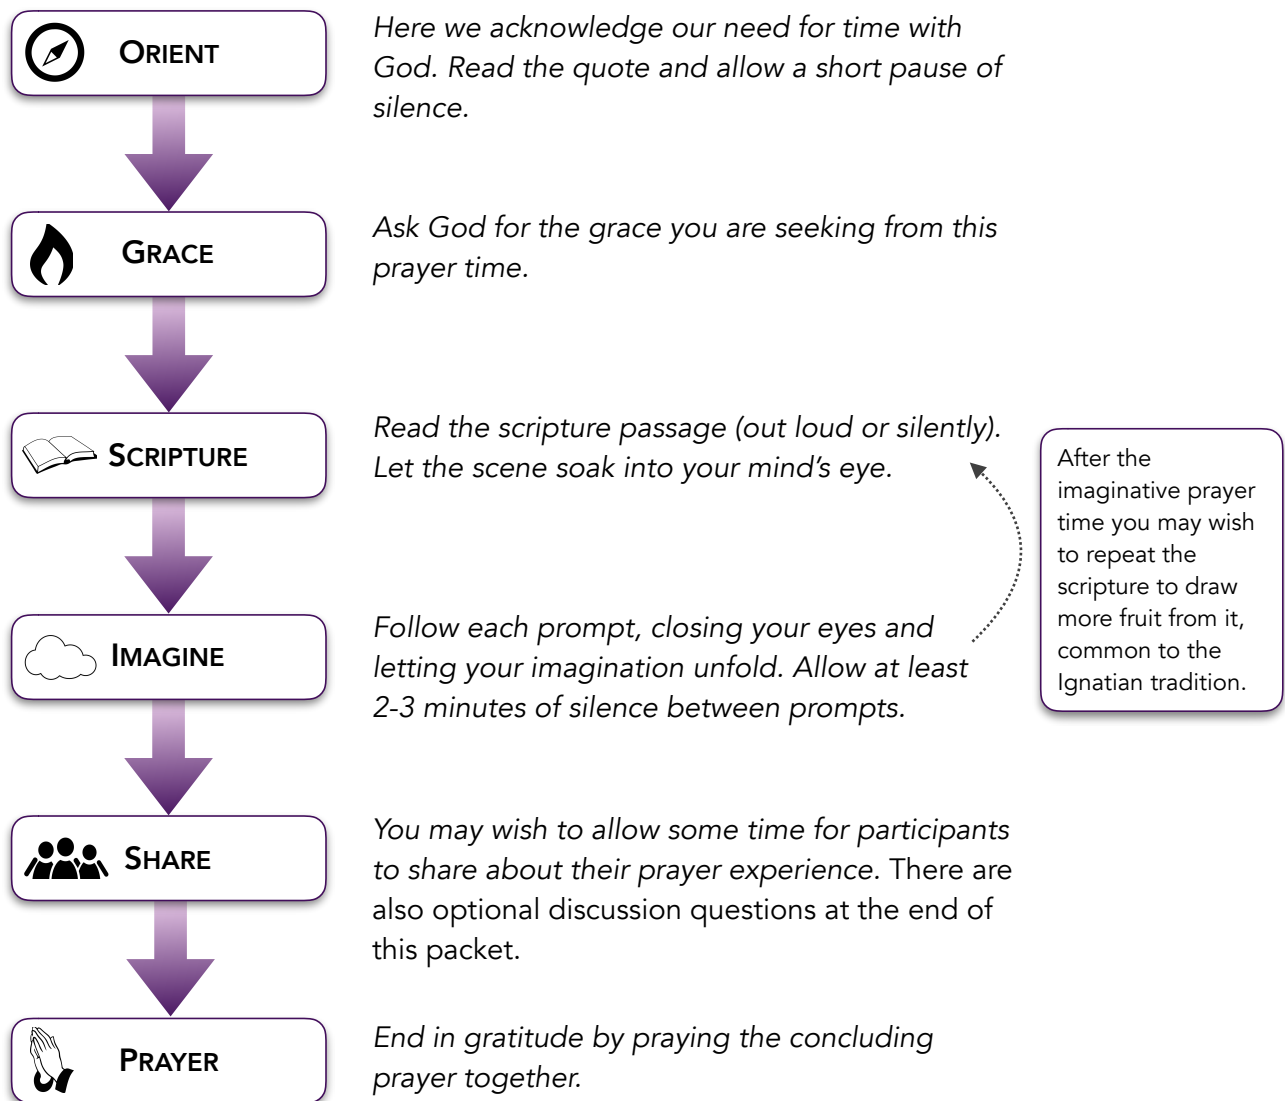 ORIENT
Here we acknowledge our need for time with
God. Read the quote and allow a short pause of
silence.
GRACE
Ask God for the grace you are seeking from this
prayer time.
SCRIPTURE
Read the scripture passage (out loud or silently).
Let the scene soak into your mind’s eye.
After the
imaginative prayer
time you may wish
to repeat the
scripture to draw
more fruit from it,
common to the
Ignatian tradition.
IMAGINE
Follow each prompt, closing your eyes and
letting your imagination unfold. Allow at least
2-3 minutes of silence between prompts.
SHARE
You may wish to allow some time for participants
to share about their prayer experience. There are
also optional discussion questions at the end of
this packet.
PRAYER
End in gratitude by praying the concluding
prayer together.